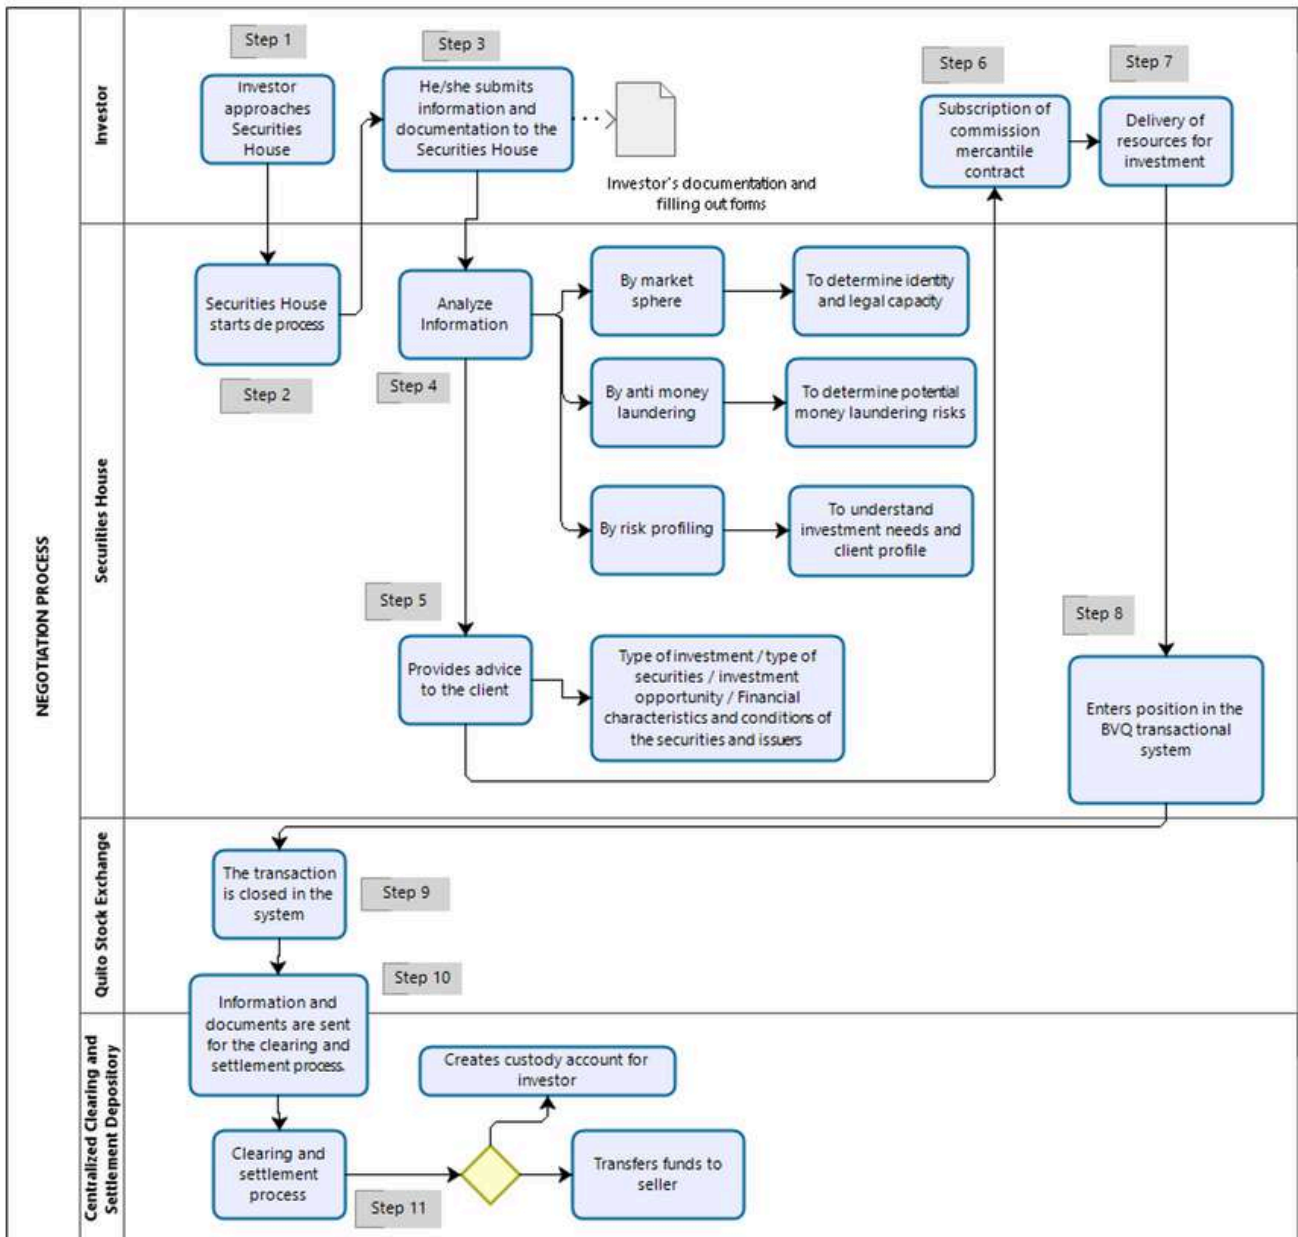 NEGOTIATION PROCESS
Investor
Step 1
Investor
approaches
Securities
House
Step 3
He/she submits
information and
documentation to the
Securities House
Investor's documentation and
filling out forms
Step 6
Subscription of
commission
mercantile
contract
Step 7
Delivery of
resources for
investment
Securities House
Securities House
starts de process
Step 2
Analyze
Information
Step 4
By market
sphere
To determine identity
and legal capacity
By anti money
laundering
To determine potential
money laundering risks
By risk profiling
To understand
investment needs and
client profile
Step 5
Provides advice
to the client
Type of investment / type of
securities / investment
opportunity / Financial
characteristics and conditions of
the securities and issuers
Step 8
Enters position in the
BVQ transactional
system
Quito Stock Exchange
The transaction
is closed in the
system
Step 9
Information and
documents are sent
for the clearing and
settlement process.
Step 10
Centralized Clearing and
Settlement Depository
Clearing and
settlement
process
Step 11
Creates custody account for
investor
Transfers funds to
seller